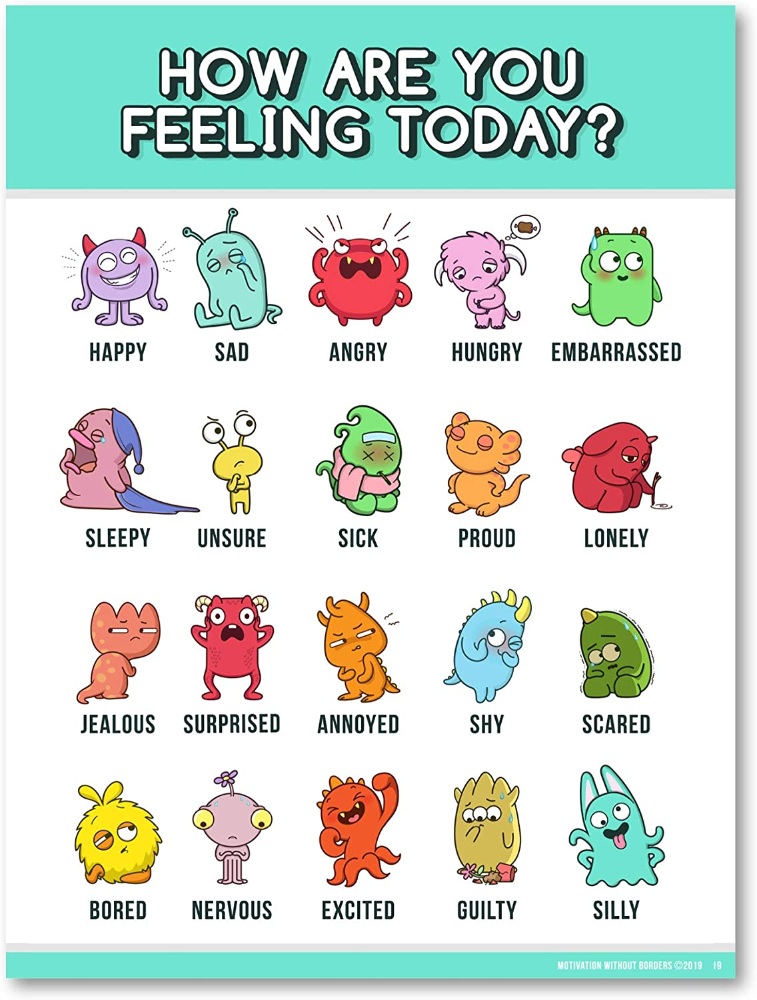 HOW ARE YOU
FEELING TODAY?
HAPPY
SAD
ANGRY
HUNGRY
EMBARRASSED
SLEEPY
UNSURE
SICK
PROUD
LONELY
JEALOUS
SURPRISED
ANNOYED
SHY
SCARED
BORED
NERVOUS
EXCITED
GUILTY
SILLY
MOTIVATION WITHOUT BORDERS ©2019 19